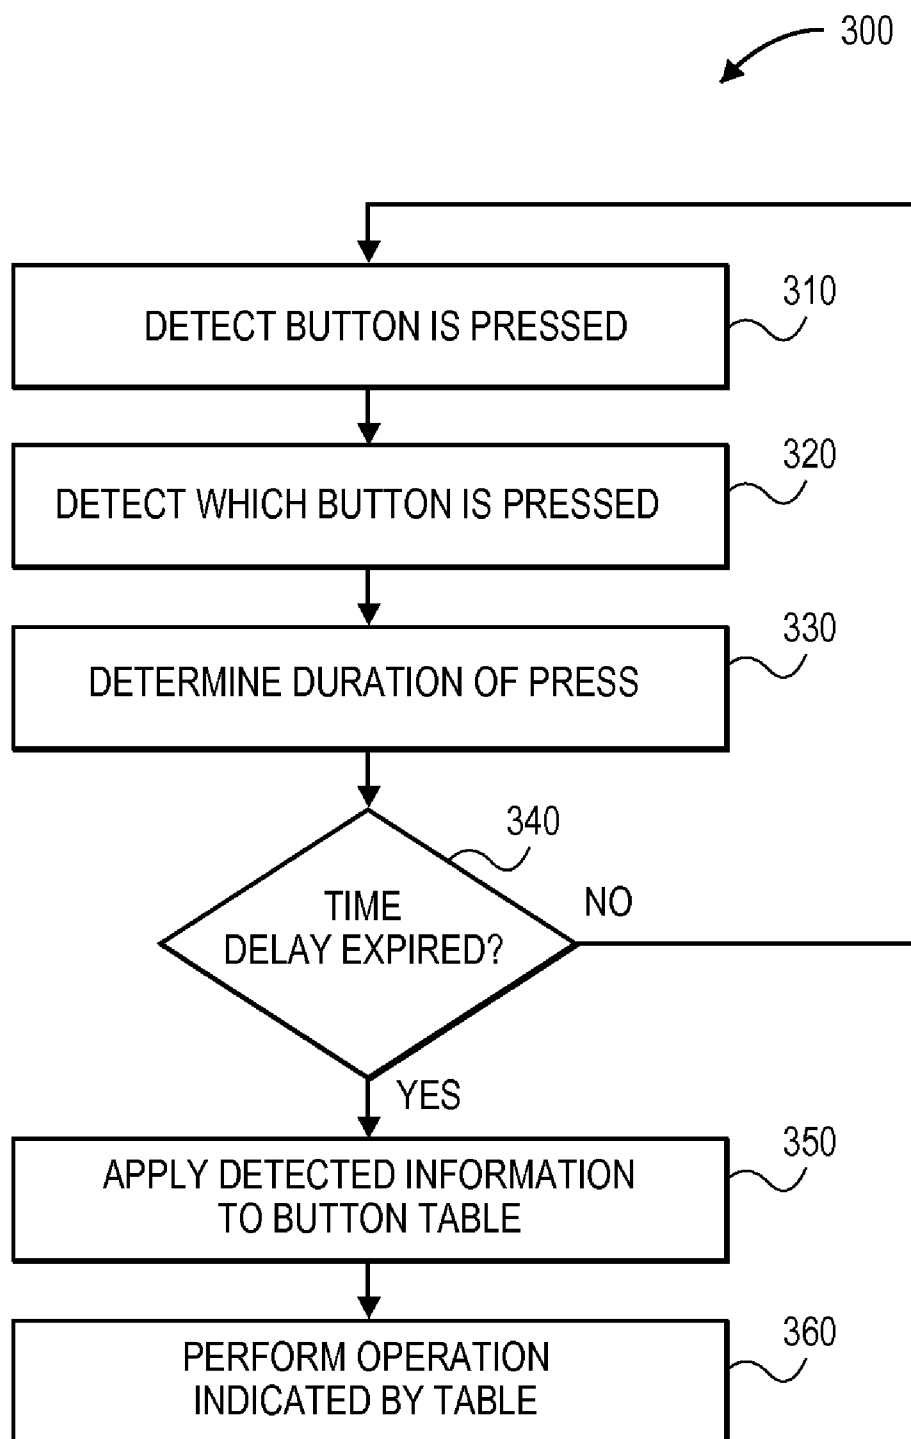 300
DETECT BUTTON IS PRESSED
310
DETECT WHICH BUTTON IS PRESSED
320
DETERMINE DURATION OF PRESS
330
340
TIME
DELAY EXPIRED?
NO
YES
APPLY DETECTED INFORMATION
TO BUTTON TABLE
350
PERFORM OPERATION
INDICATED BY TABLE
360